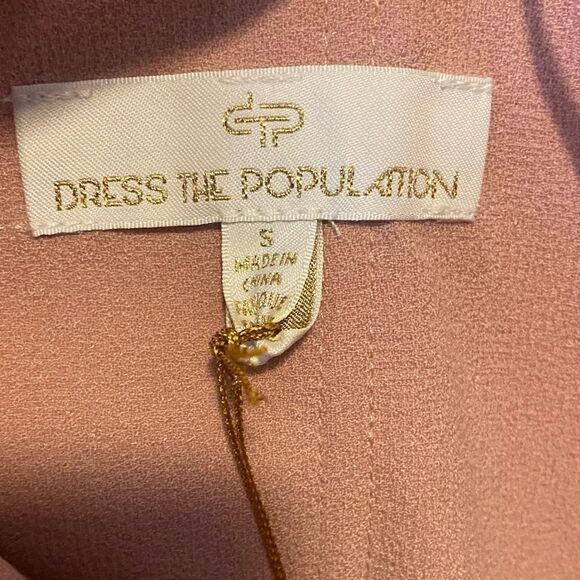 DRESS THE POPULATION
S
MADE IN
CHINA